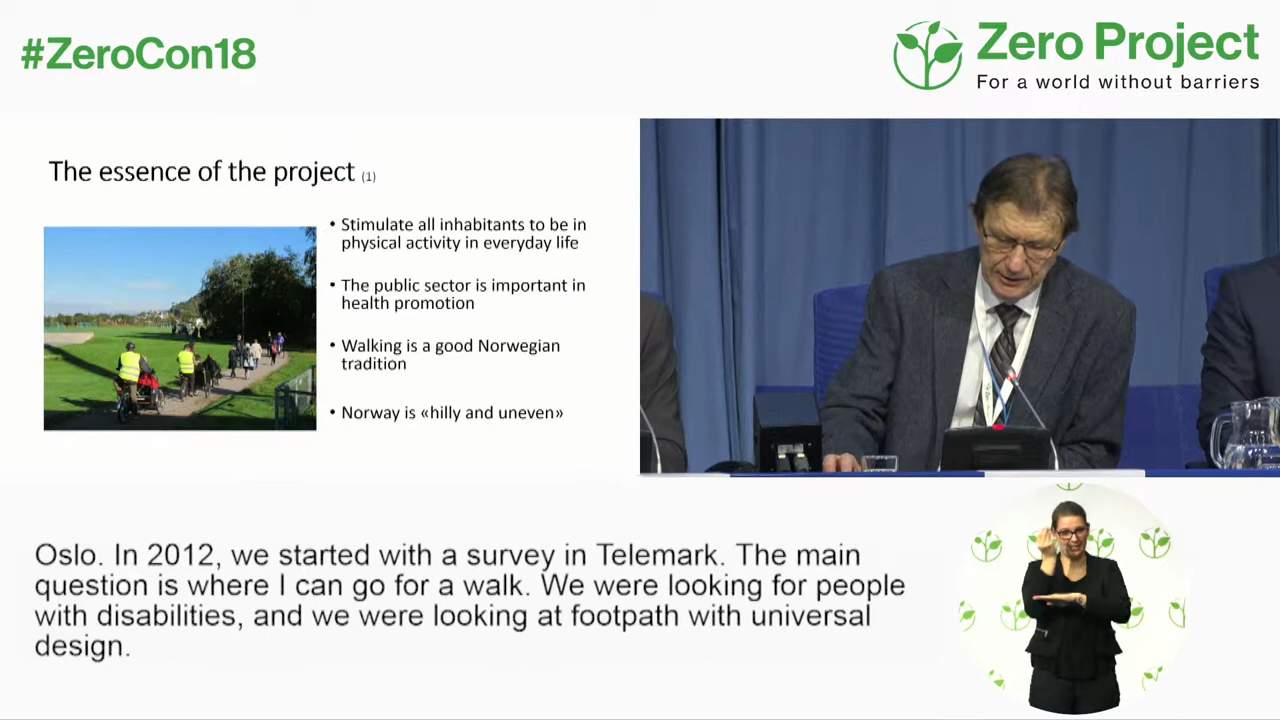 #ZeroCon18
Zero Project
For a world without barriers
The essence of the project (1)
• Stimulate all inhabitants to be in
physical activity in everyday life
• The public sector is important in
health promotion
• Walking is a good Norwegian
tradition
• Norway is «hilly and uneven»
Oslo. In 2012, we started with a survey in Telemark. The main
question is where I can go for a walk. We were looking for people
with disabilities, and we were looking at footpath with universal
design.